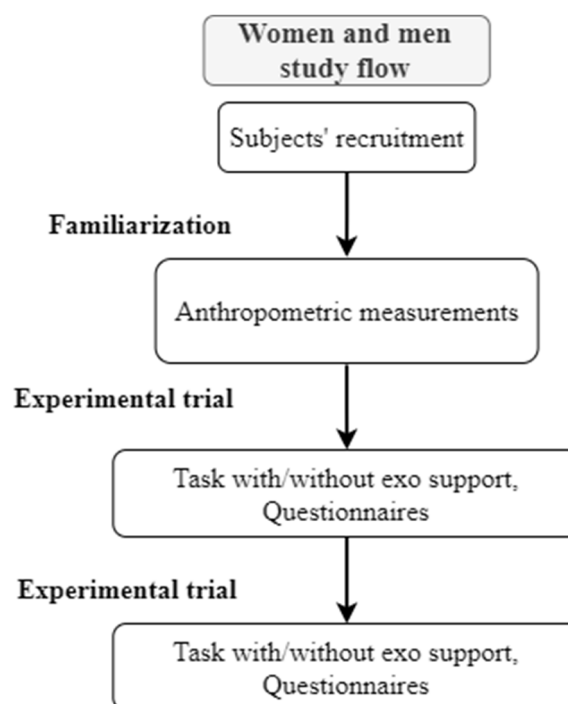 Women and men
study flow
Subjects' recruitment
Familiarization
Anthropometric measurements
Experimental trial
Task with/without exo support,
Questionnaires
Experimental trial
Task with/without exo support,
Questionnaires